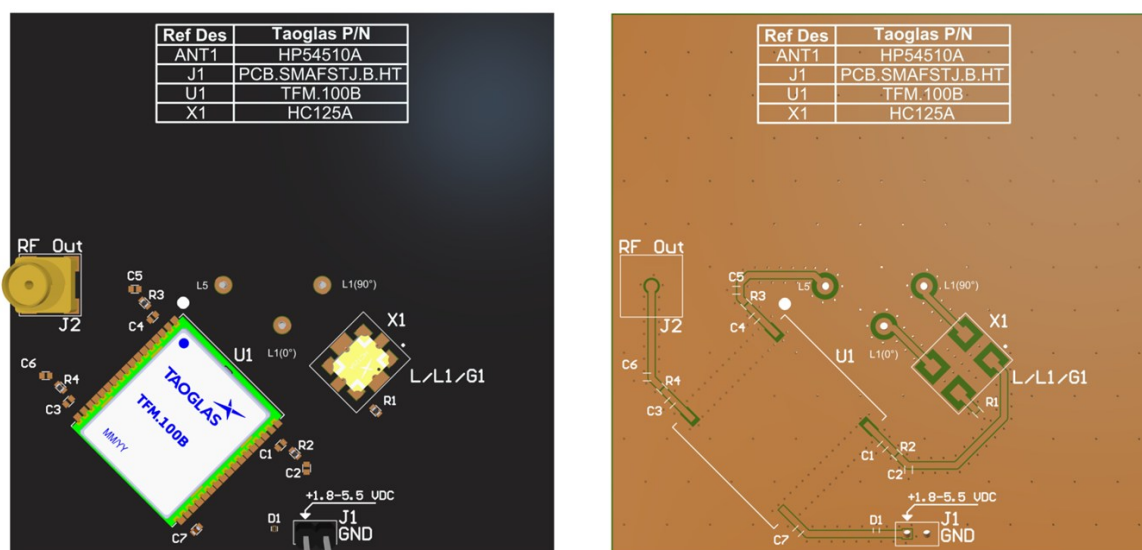 Ref Des Taoglas P/N
ANT1 HP54510A
J1 PCB.SMAFSTJ.B.HT
U1 TFM.100B
X1 HC125A
RF Out
J2
C5
R3
C4
L5
L1(90°)
L1(0°)
X1
L/L1/G1
R1
U1
C6
R4
C3
TAOGLAS
TFM.100B
MM/YY
C1
R2
C2
+1.8-5.5 VDC
D1
J1
GND
C7
Ref Des Taoglas P/N
ANT1 HP54510A
J1 PCB.SMAFSTJ.B.HT
U1 TFM.100B
X1 HC125A
RF Out
J2
C5
R3
C4
L5
L1(90°)
L1(0°)
X1
L/L1/G1
R1
U1
C6
R4
C3
C1
R2
C2
+1.8-5.5 VDC
D1
J1
GND
C7